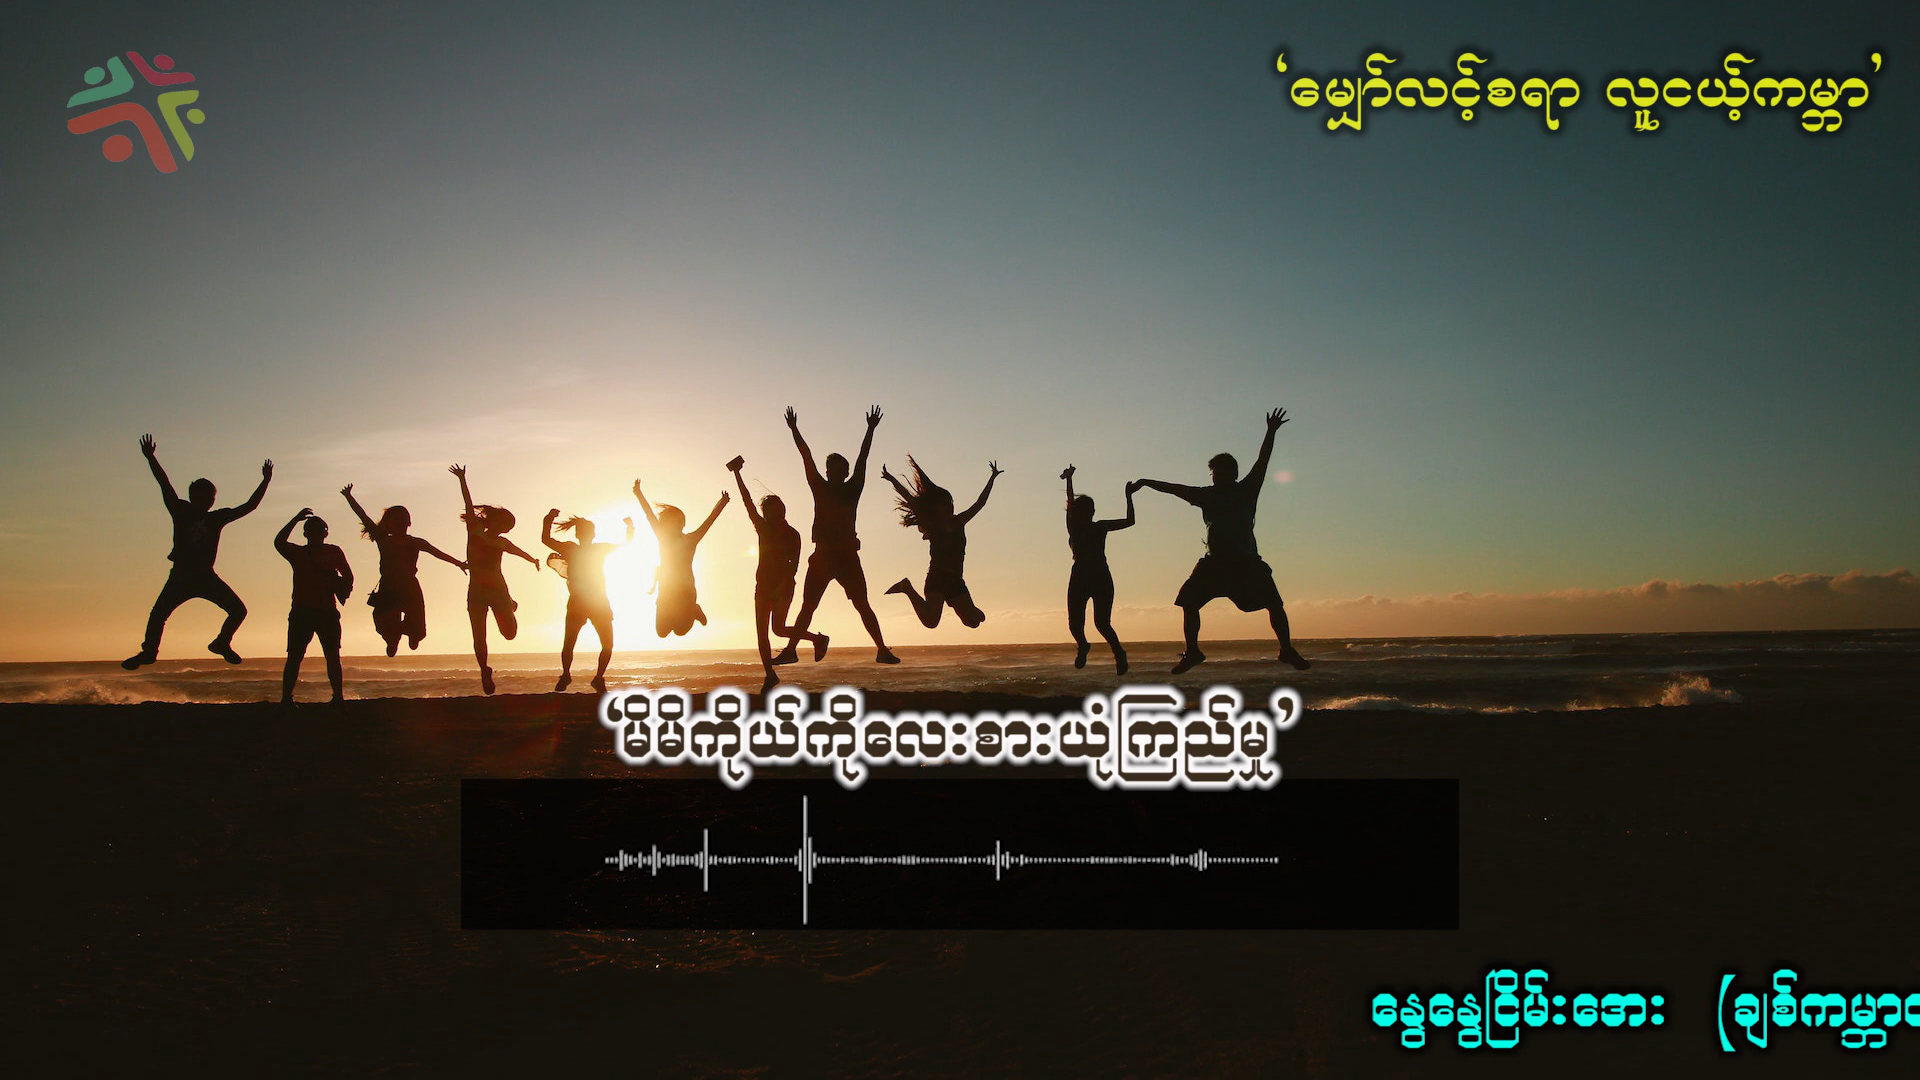 ‘မျှော်လင့်စရာ လူငယ့်ကမ္ဘာ’
‘မိမိကိုယ်ကိုလေးစားယုံကြည်မှု’
နွေနွေငြိမ်းအေး (ချစ်ကမ္ဘာ